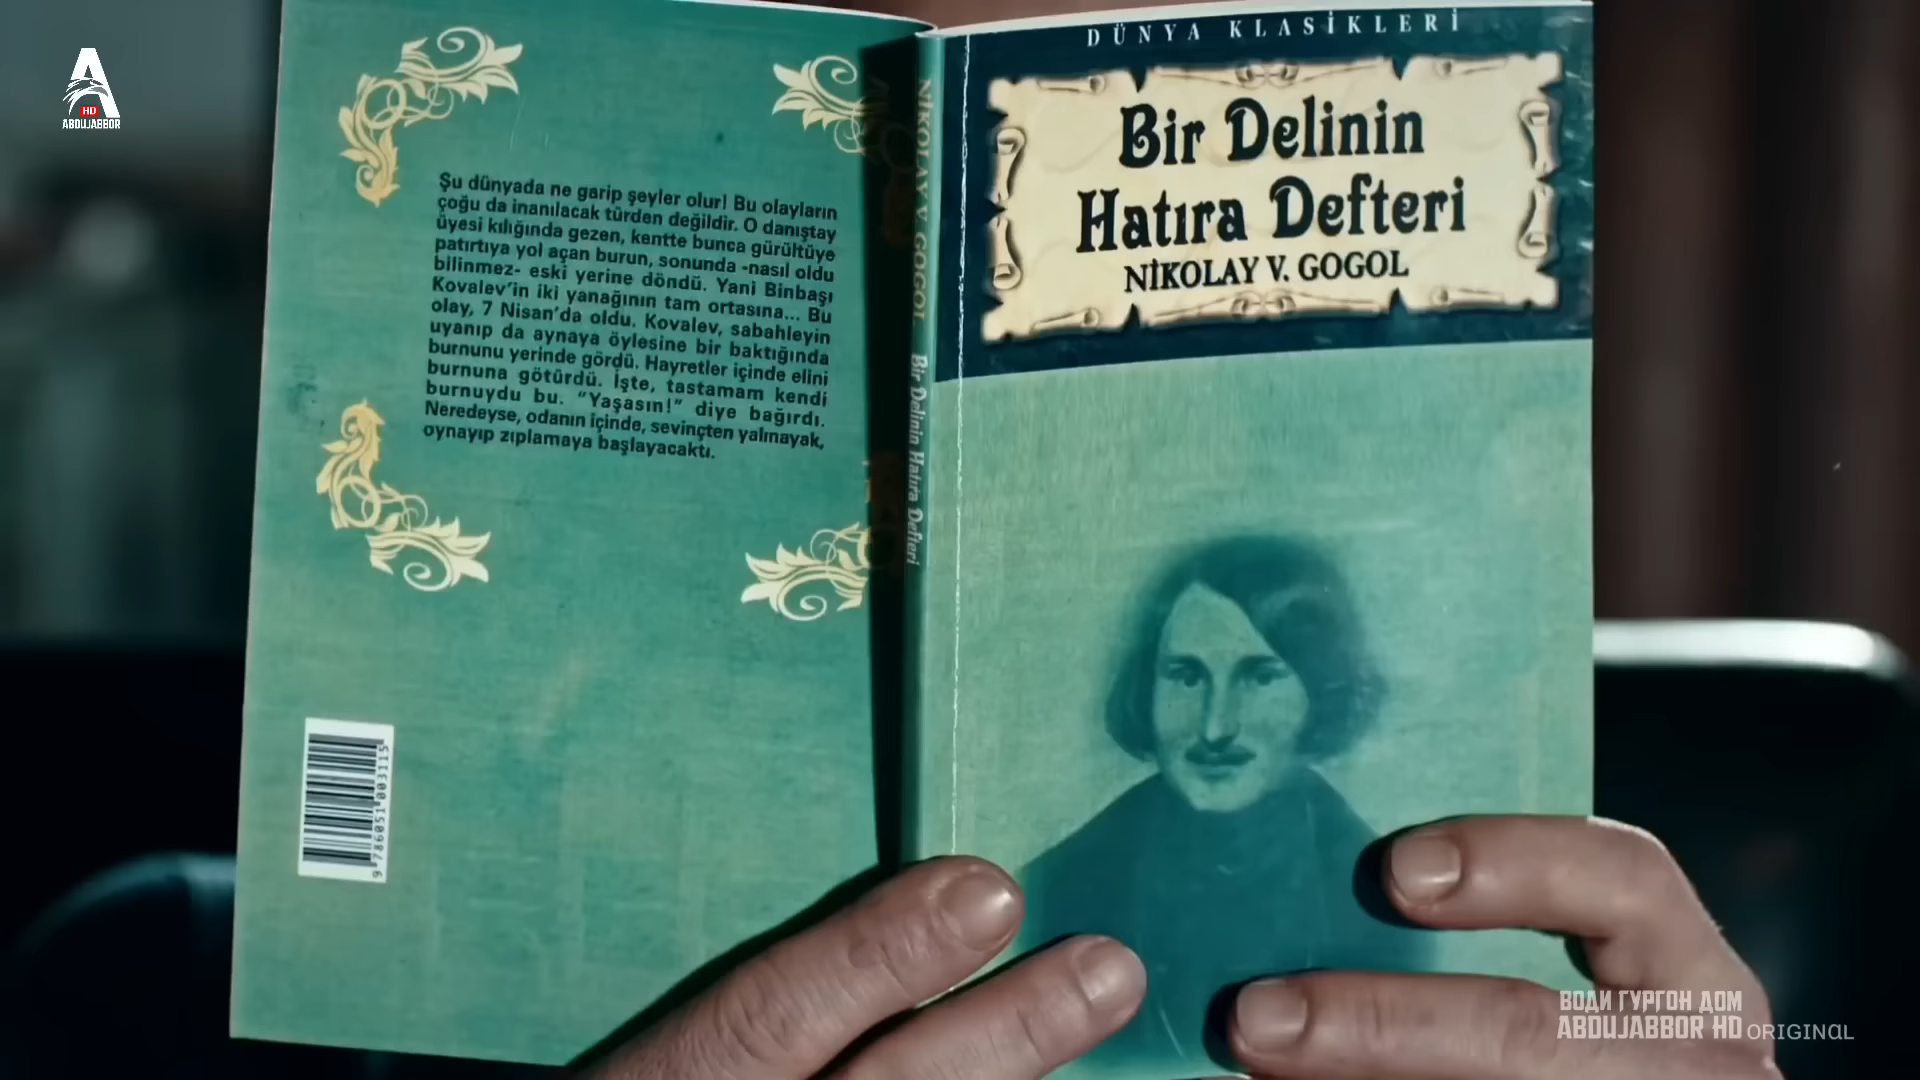 A
HD
ABDUJABBOR
Şu dünyada ne garip şeyler olur! Bu olayların
çoğu da inanılacak türden değildir. O danıştay
üyesi kılığında gezen, kentte bunca gürültüye
patırtıya yol açan burun, sonunda -nasıl oldu
bilinmez- eski yerine döndü. Yani Binbaşı
Kovalev'in iki yanağının tam ortasına... Bu
olay, 7 Nisan'da oldu. Kovalev, sabahleyin
uyanıp da aynaya öylesine bir baktığında
burnunu yerinde gördü. Hayretler içinde elini
burnuna götürdü. İşte, tastamam kendi
burnuydu bu. "Yaşasın!" diye bağırdı.
Neredeyse, odanın içinde, sevinçten yalınayak,
oynayıp zıplamaya başlayacaktı.
9 786051 003115
NİKOLAY V. GOGOL Bir Delinin Hatıra Defteri
DÜNYA KLASİKLERİ
Bir Delinin
Hatıra Defteri
NİKOLAY V. GOGOL
ВОДИ ГУРГОН ДОМ
ABDUJABBOR HD ORIGINAL